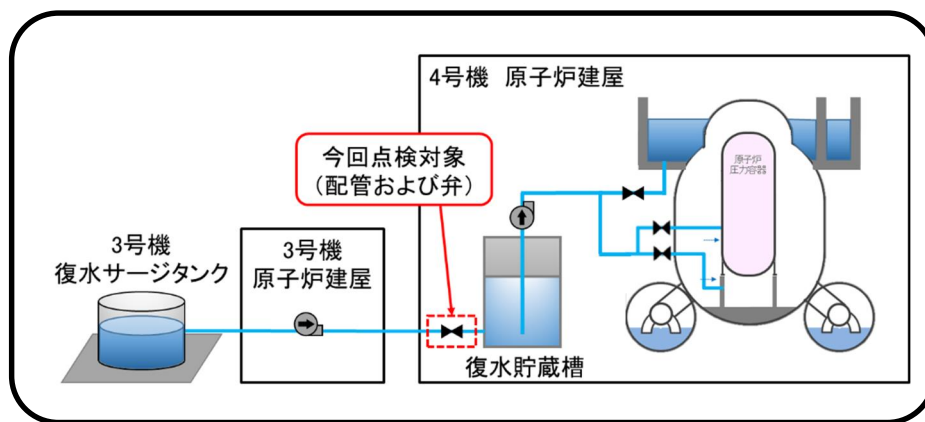 4号機 原子炉建屋
今回点検対象
(配管および弁)
原子炉
圧力容器
3号機
復水サージタンク
3号機
原子炉建屋
復水貯蔵槽